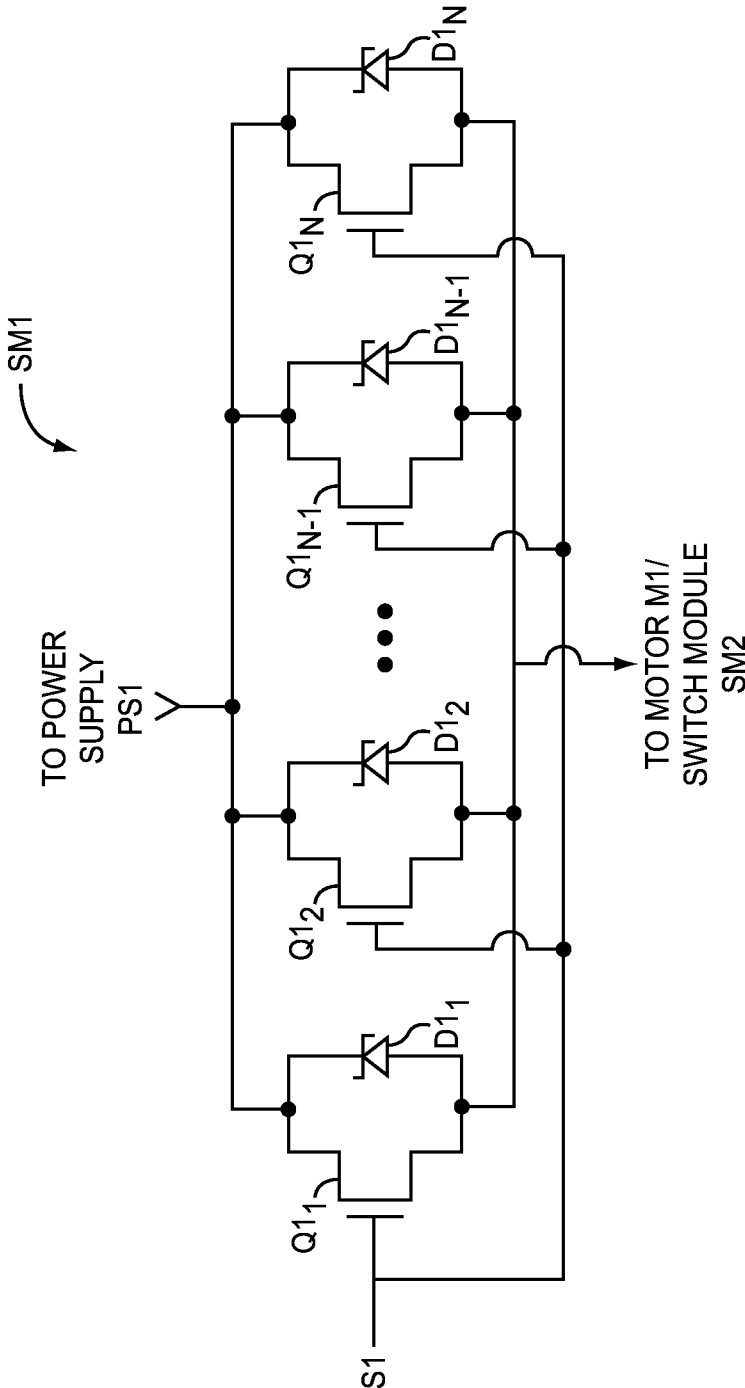 SM1
TO POWER
SUPPLY
PS1
Q1₁
D1₁
Q1₂
D1₂
Q1N-1
D1N-1
Q1N
D1N
S1
TO MOTOR M1/
SWITCH MODULE
SM2